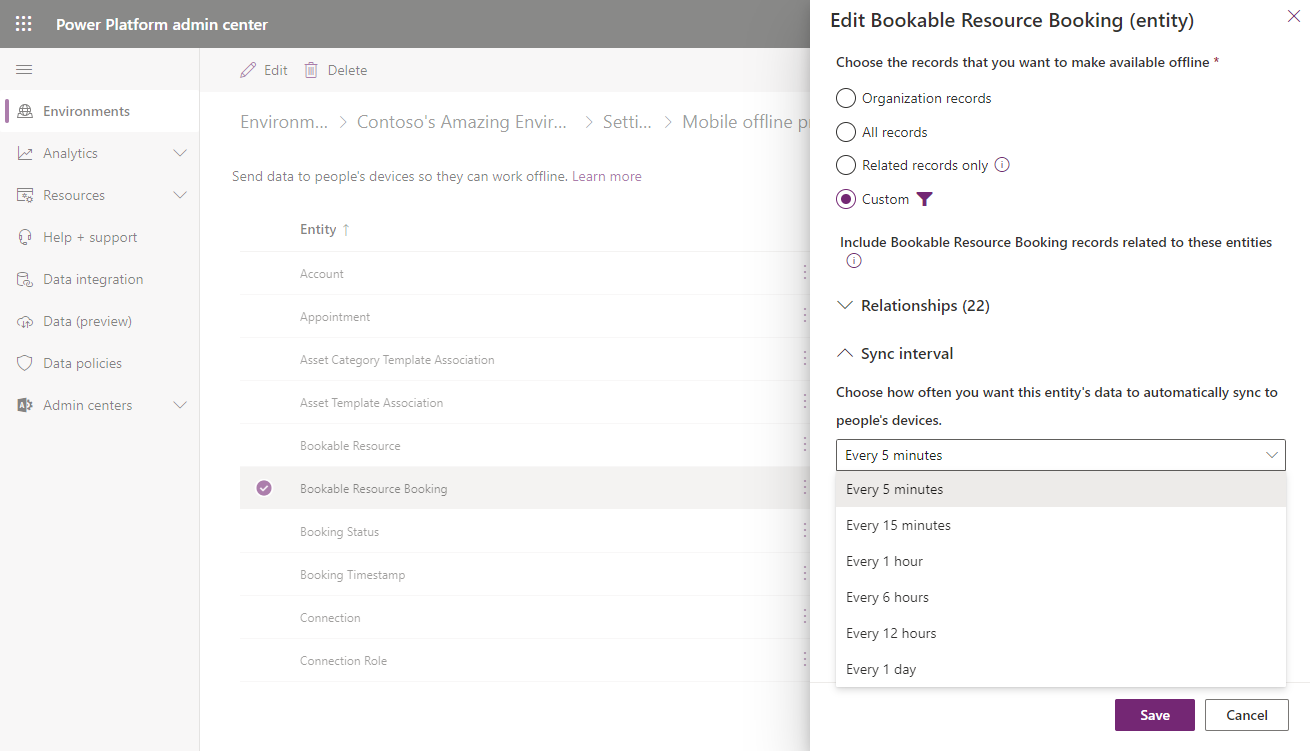 Power Platform admin center
Environments
Analytics
Resources
Help + support
Data integration
Data (preview)
Data policies
Admin centers
Edit
Delete
Environm... > Contoso's Amazing Envir... > Setti... > Mobile offline p
Send data to people's devices so they can work offline. Learn more
Entity ↑
Account
Appointment
Asset Category Template Association
Asset Template Association
Bookable Resource
Bookable Resource Booking
Booking Status
Booking Timestamp
Connection
Connection Role
Edit Bookable Resource Booking (entity)
Choose the records that you want to make available offline *
Organization records
All records
Related records only
Custom
Include Bookable Resource Booking records related to these entities
Relationships (22)
Sync interval
Choose how often you want this entity's data to automatically sync to
people's devices.
Every 5 minutes
Every 5 minutes
Every 15 minutes
Every 1 hour
Every 6 hours
Every 12 hours
Every 1 day
Save
Cancel